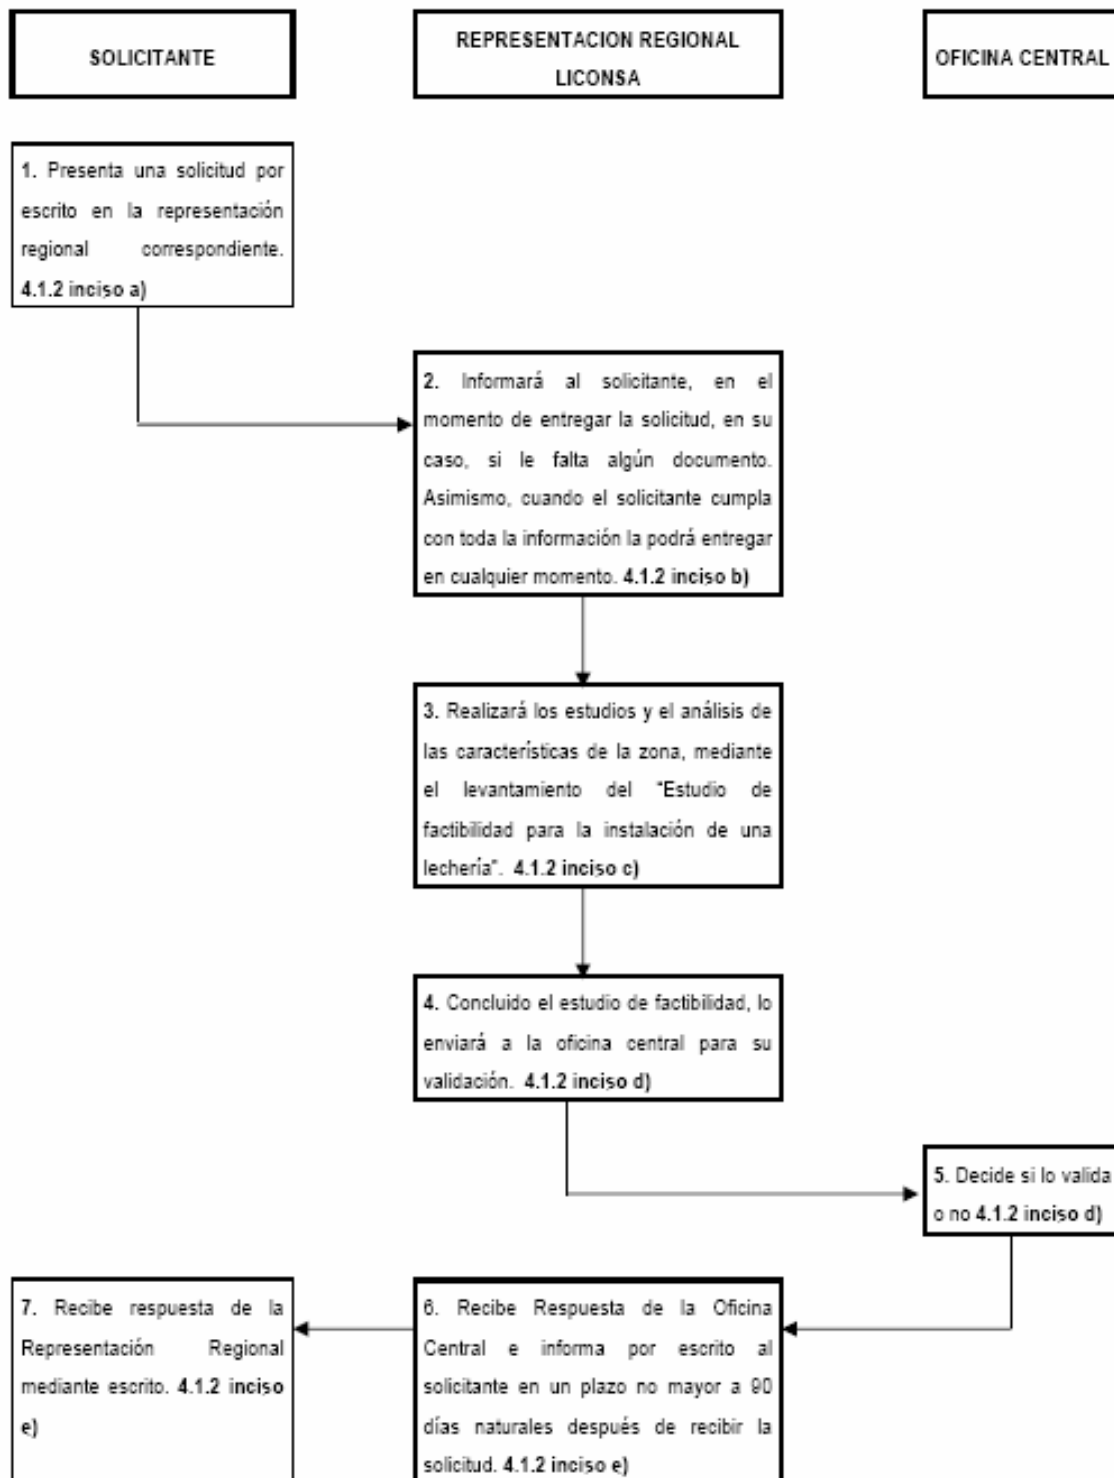 SOLICITANTE
REPRESENTACION REGIONAL
LICONSA
OFICINA CENTRAL
1. Presenta una solicitud por
escrito en la representación
regional correspondiente.
4.1.2 inciso a)
2. Informará al solicitante, en el
momento de entregar la solicitud, en su
caso, si le falta algún documento.
Asimismo, cuando el solicitante cumpla
con toda la información la podrá entregar
en cualquier momento. 4.1.2 inciso b)
3. Realizará los estudios y el análisis de
las características de la zona, mediante
el levantamiento del "Estudio de
factibilidad para la instalación de una
lechería". 4.1.2 inciso c)
4. Concluido el estudio de factibilidad, lo
enviará a la oficina central para su
validación. 4.1.2 inciso d)
5. Decide si lo valida
o no 4.1.2 inciso d)
6. Recibe Respuesta de la Oficina
Central e informa por escrito al
solicitante en un plazo no mayor a 90
días naturales después de recibir la
solicitud. 4.1.2 inciso e)
7. Recibe respuesta de la
Representación Regional
mediante escrito. 4.1.2 inciso
e)